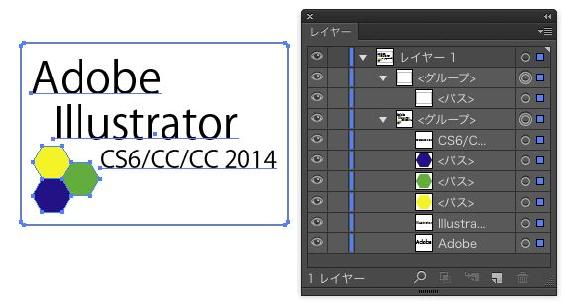 Adobe
Illustrator
CS6/CC/CC 2014
レイヤー
レイヤー 1
<グループ>
<パス>
<グループ>
CS6/C...
<パス>
<パス>
<パス>
Illustra...
Adobe
1 レイヤー